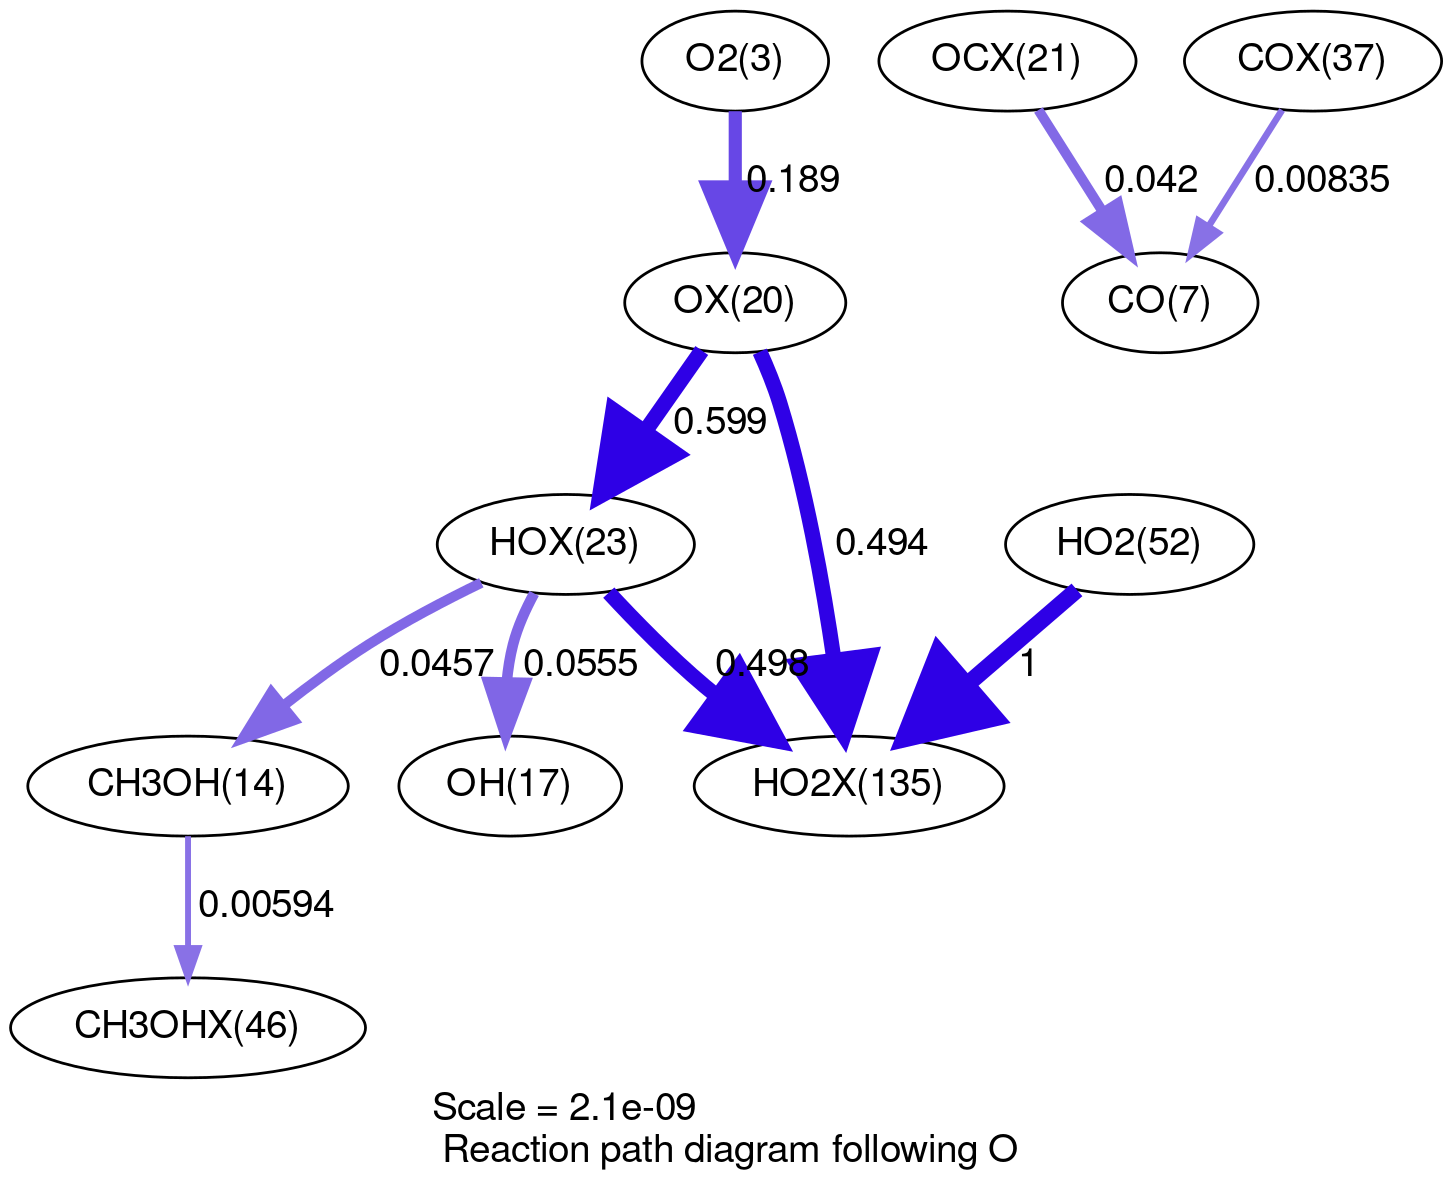 O2(3)
OCX(21)
COX(37)
0.189
0.042
0.00835
OX(20)
CO(7)
0.599
0.494
HOX(23)
HO2(52)
0.0457
0.0555
0.498
1
CH3OH(14)
OH(17)
HO2X(135)
0.00594
CH3OHX(46)
Scale = 2.1e-09
Reaction path diagram following O